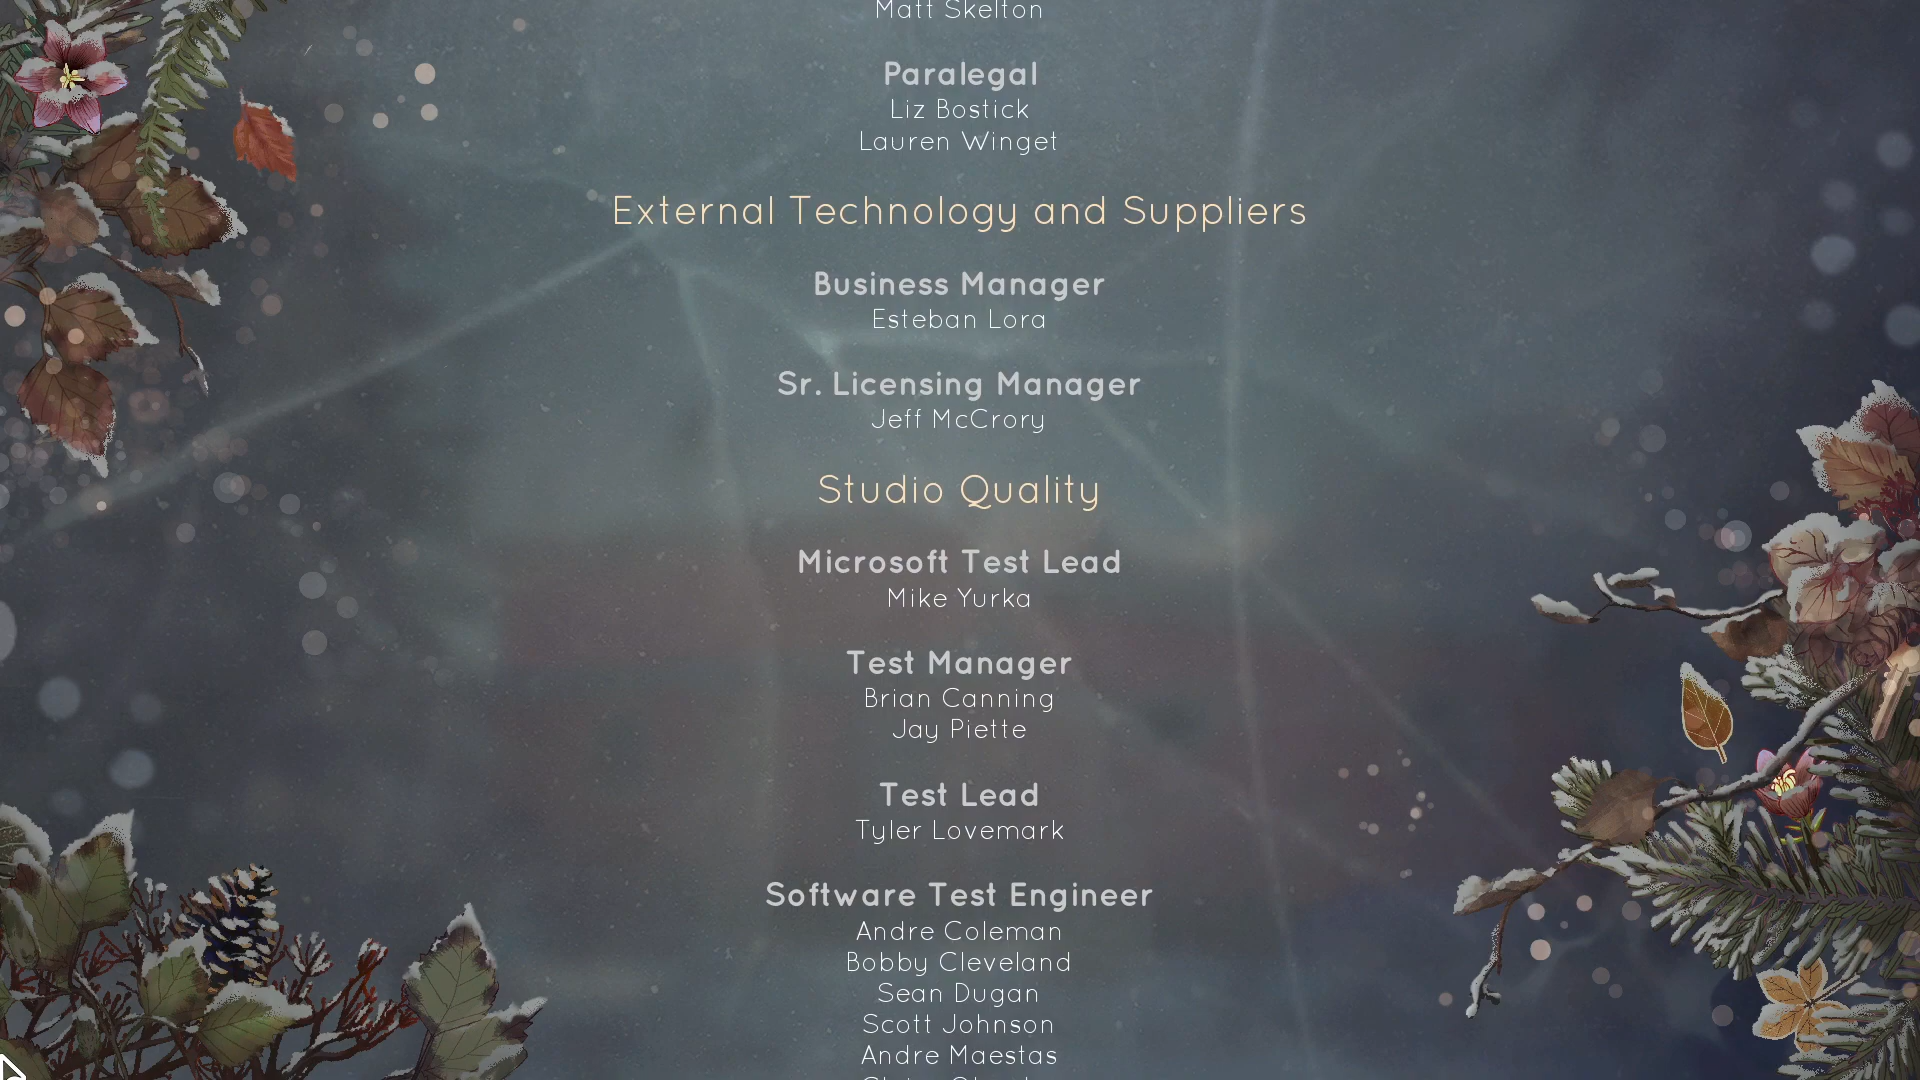 Matt Skelton
Paralegal
Liz Bostick
Lauren Winget
External Technology and Suppliers
Business Manager
Esteban Lora
Sr. Licensing Manager
Jeff McCrory
Studio Quality
Microsoft Test Lead
Mike Yurka
Test Manager
Brian Canning
Jay Piette
Test Lead
Tyler Lovemark
Software Test Engineer
Andre Coleman
Bobby Cleveland
Sean Dugan
Scott Johnson
Andre Maestas